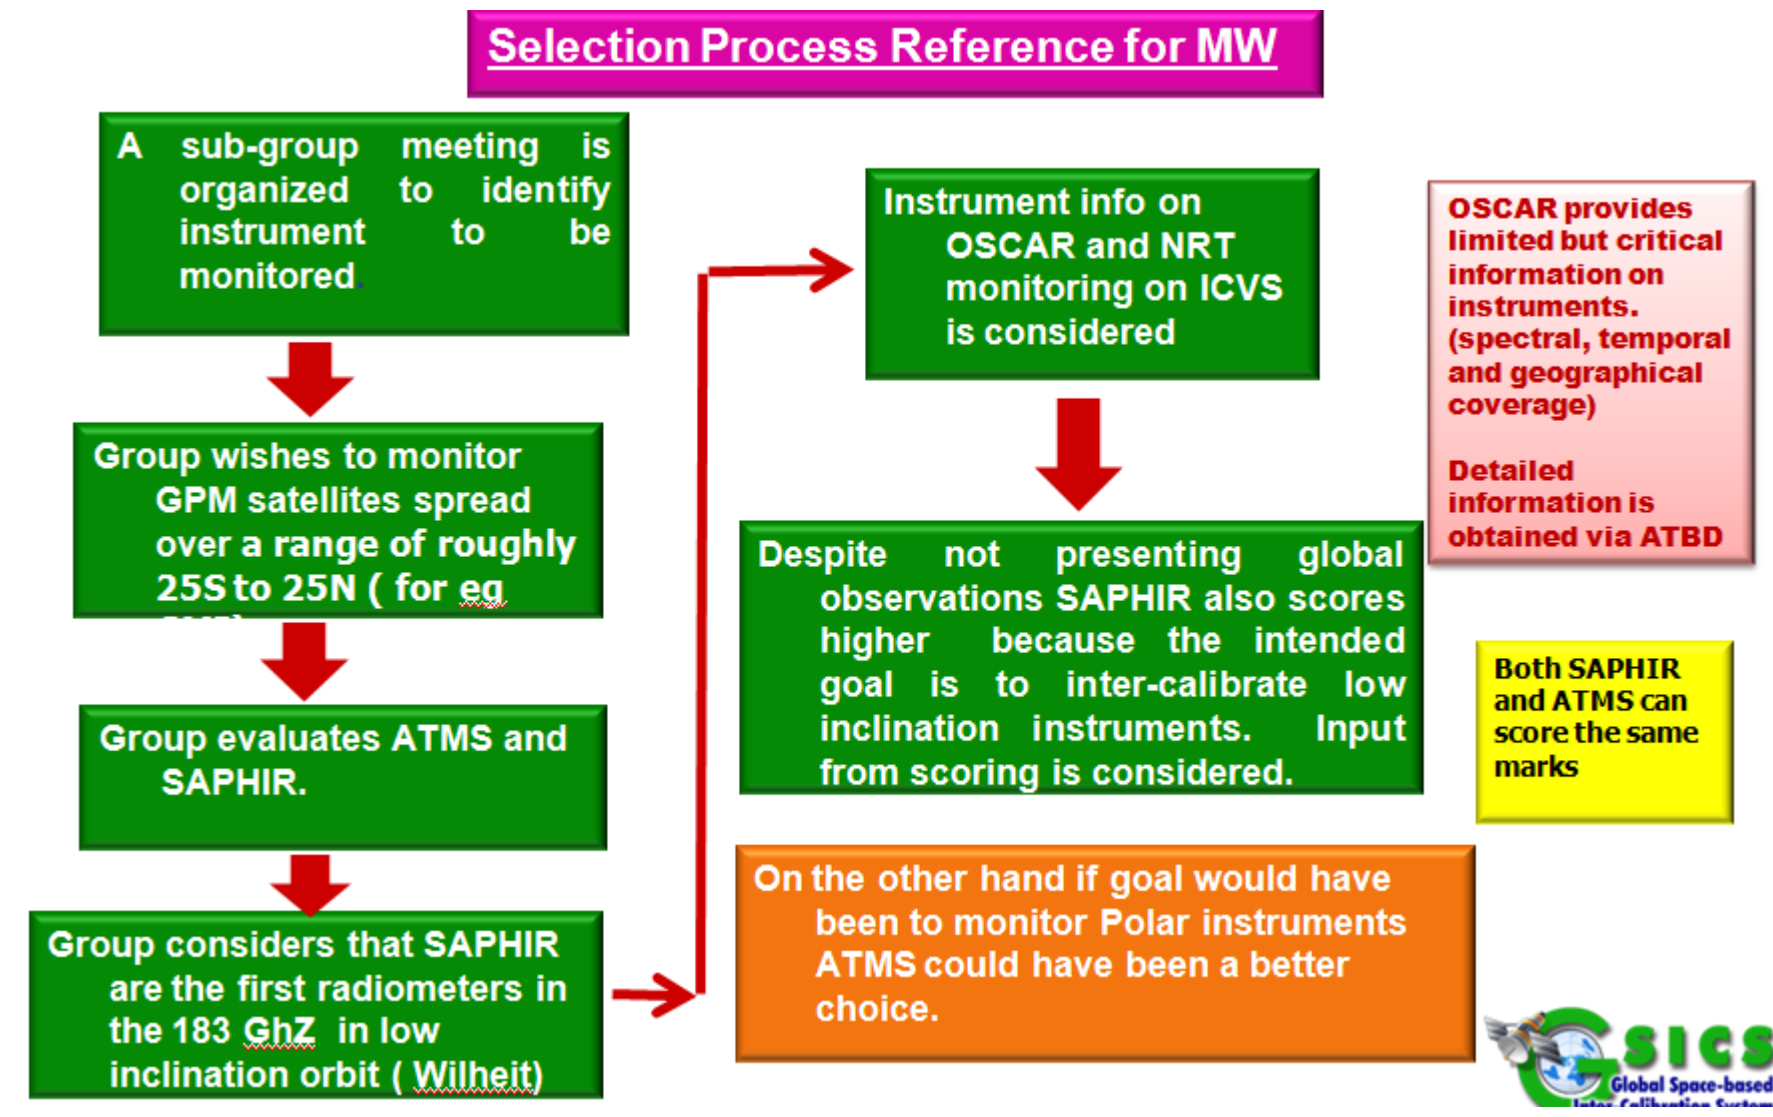 Selection Process Reference for MW
A sub-group meeting is
organized to identify
instrument to be
monitored.
Group wishes to monitor
GPM satellites spread
over a range of roughly
25S to 25N ( for eg
Group evaluates ATMS and
SAPHIR.
Group considers that SAPHIR
are the first radiometers in
the 183 GhZ in low
inclination orbit ( Wilheit)
Instrument info on
OSCAR and NRT
monitoring on ICVS
is considered
Despite not presenting global
observations SAPHIR also scores
higher because the intended
goal is to inter-calibrate low
inclination instruments. Input
from scoring is considered.
On the other hand if goal would have
been to monitor Polar instruments
ATMS could have been a better
choice.
OSCAR provides
limited but critical
information on
instruments.
(spectral, temporal
and geographical
coverage)
Detailed
information is
obtained via ATBD
Both SAPHIR
and ATMS can
score the same
marks
GSICS
Global Space-based
Inter-Calibration System